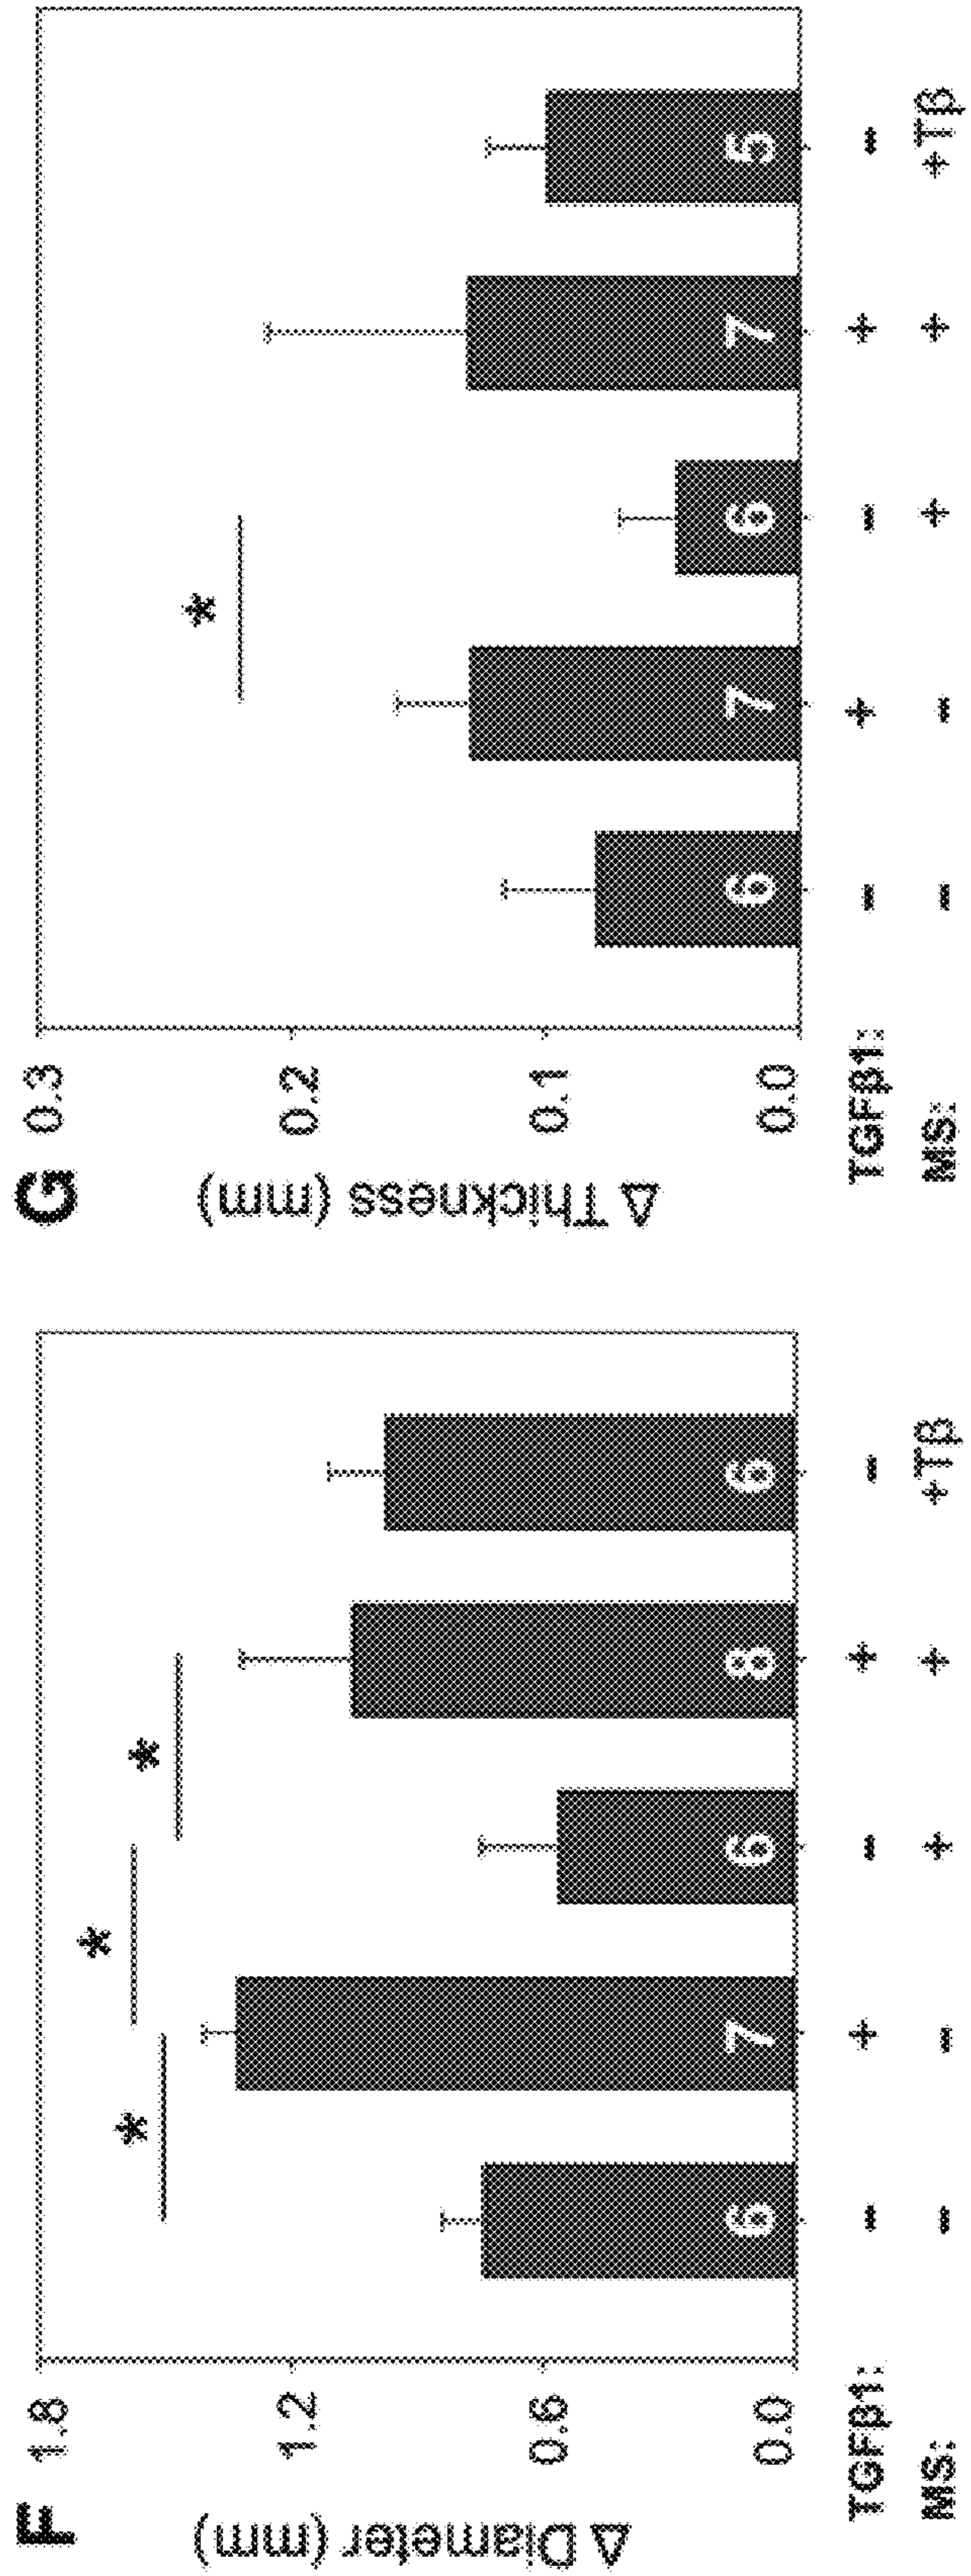 F
Δ Diameter (mm)
1.8
1.2
0.6
0.0
*
*
*
6
7
6
8
6
TGFβ1: - + - + -
MS: - - + + +Tβ
G
Δ Thickness (mm)
0.3
0.2
0.1
0.0
*
6
7
6
7
5
TGFβ1: - + - + -
MS: - - + + +Tβ